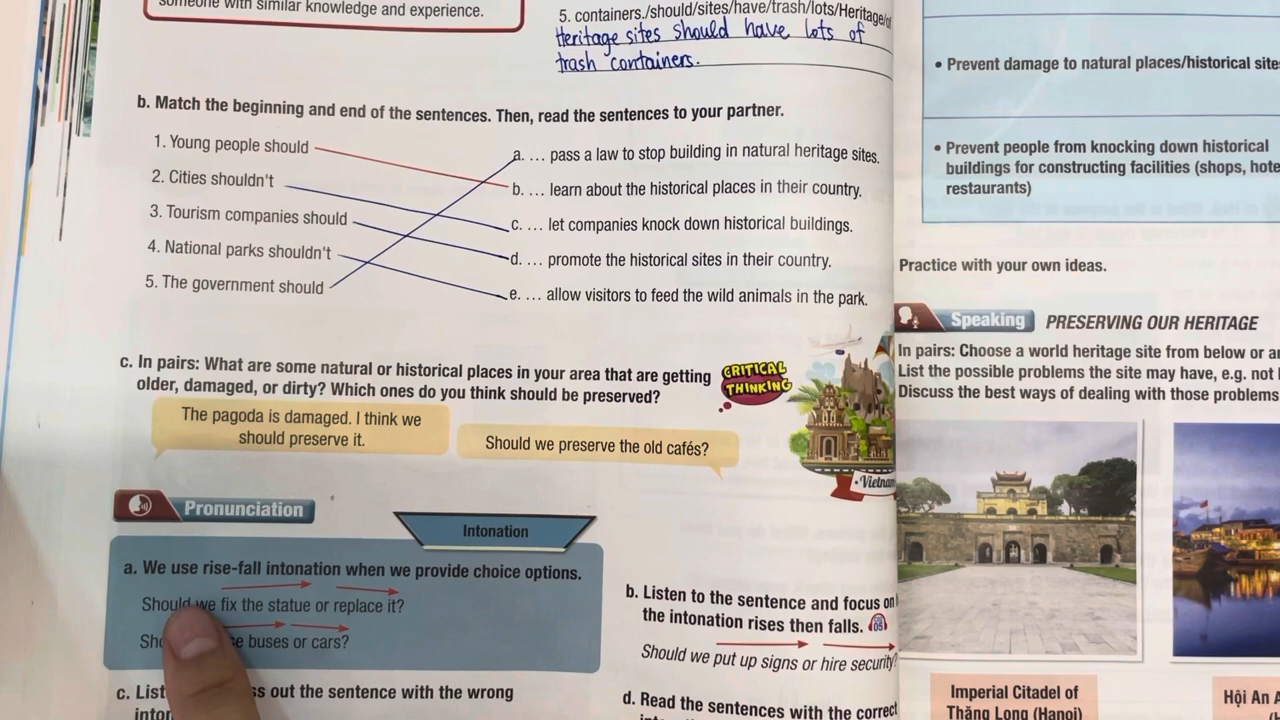 someone with similar knowledge and experience.
5. containers./should/sites/have/trash/lots/Heritage/of
Heritage sites should have lots of
trash containers.
b. Match the beginning and end of the sentences. Then, read the sentences to your partner.
1. Young people should
2. Cities shouldn't
3. Tourism companies should
4. National parks shouldn't
5. The government should
a. ... pass a law to stop building in natural heritage sites.
b. ... learn about the historical places in their country.
c. ... let companies knock down historical buildings.
d. ... promote the historical sites in their country.
e. ... allow visitors to feed the wild animals in the park.
c. In pairs: What are some natural or historical places in your area that are getting
older, damaged, or dirty? Which ones do you think should be preserved?
CRITICAL
THINKING
The pagoda is damaged. I think we
should preserve it.
Should we preserve the old cafés?
Vietnam
Pronunciation
Intonation
a. We use rise-fall intonation when we provide choice options.
Should we fix the statue or replace it?
buses or cars?
b. Listen to the sentence and focus on
the intonation rises then falls.
05
Should we put up signs or hire security?
c. out the sentence with the wrong
d. Read the sentences with the correct
• Prevent damage to natural places/historical
• Prevent people from knocking down historical
buildings for constructing facilities (shops,
restaurants)
Practice with your own ideas.
Speaking PRESERVING OUR HERITAGE
In pairs: Choose a world heritage site from below or
List the possible problems the site may have, e.g. not
Discuss the best ways of dealing with those problems
Imperial Citadel of
Thăng Long (Hanoi)
Hội An